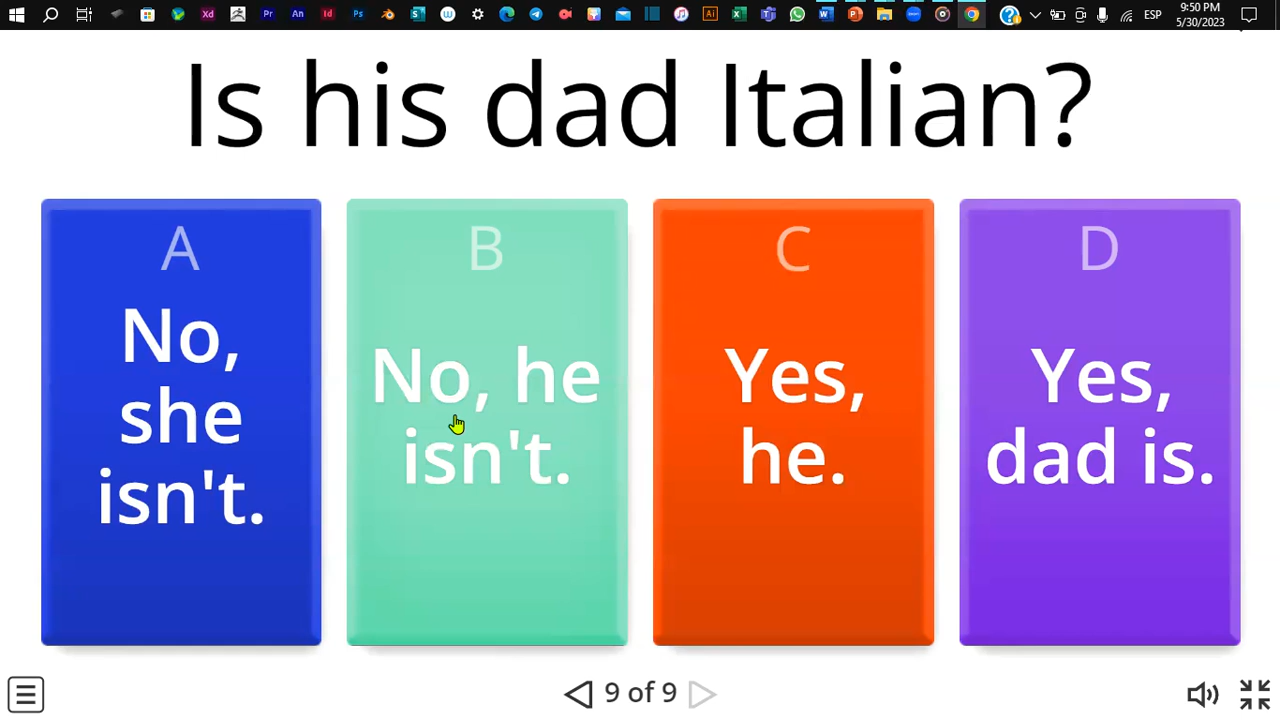 ESP
9:50 PM
5/30/2023
Is his dad Italian?
A
No,
she
isn't.
B
No, he
isn't.
C
Yes,
he.
D
Yes,
dad is.
9 of 9